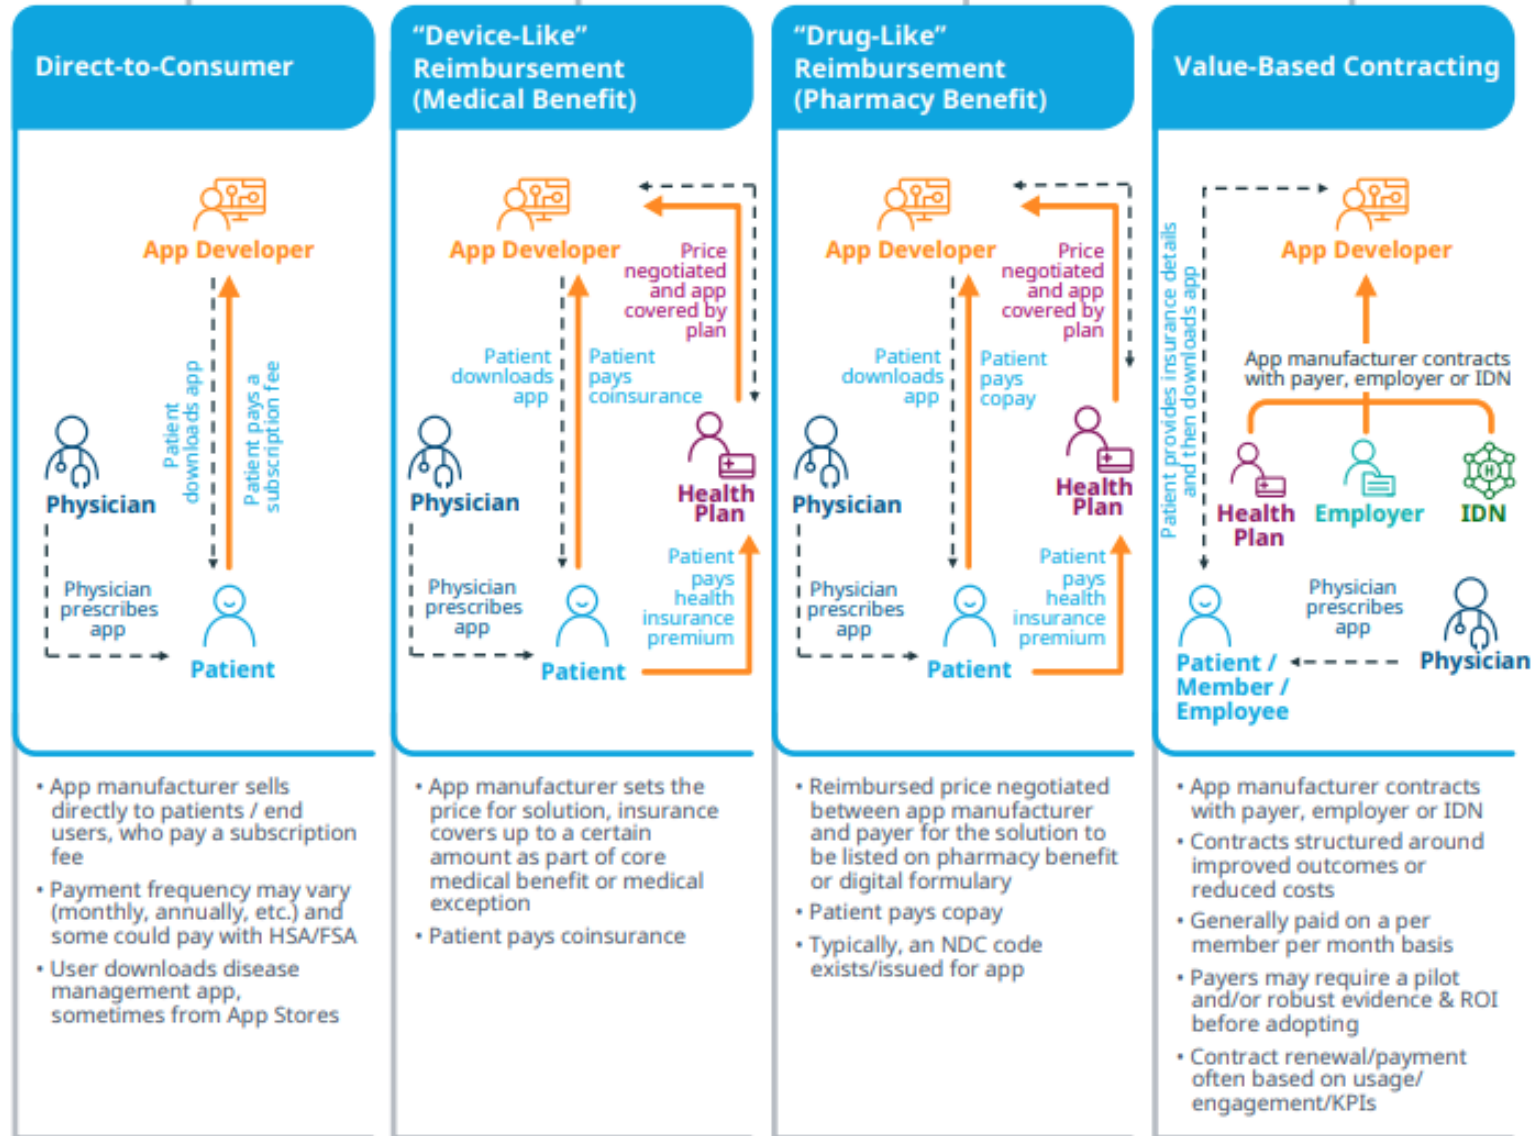 Direct-to-Consumer
App Developer
Patient
downloads app
Patient pays a
subscription fee
Physician
Physician
prescribes
app
Patient
• App manufacturer sells
directly to patients / end
users, who pay a subscription
fee
• Payment frequency may vary
(monthly, annually, etc.) and
some could pay with HSA/FSA
• User downloads disease
management app,
sometimes from App Stores
“Device-Like”
Reimbursement
(Medical Benefit)
App Developer
Price
negotiated
and app
covered by
plan
Patient
downloads
app
Patient
pays
coinsurance
Physician
Health
Plan
Physician
prescribes
app
Patient
pays
health
insurance
premium
Patient
• App manufacturer sets the
price for solution, insurance
covers up to a certain
amount as part of core
medical benefit or medical
exception
• Patient pays coinsurance
“Drug-Like”
Reimbursement
(Pharmacy Benefit)
App Developer
Price
negotiated
and app
covered by
plan
Patient
downloads
app
Patient
pays
copay
Physician
Health
Plan
Physician
prescribes
app
Patient
pays
health
insurance
premium
Patient
• Reimbursed price negotiated
between app manufacturer
and payer for the solution to
be listed on pharmacy benefit
or digital formulary
• Patient pays copay
• Typically, an NDC code
exists/issued for app
Value-Based Contracting
App Developer
Patient provides insurance details
and then downloads app
App manufacturer contracts
with payer, employer or IDN
H
Health
Plan
Employer
IDN
Physician
prescribes
app
Patient /
Member /
Employee
Physician
• App manufacturer contracts
with payer, employer or IDN
• Contracts structured around
improved outcomes or
reduced costs
• Generally paid on a per
member per month basis
• Payers may require a pilot
and/or robust evidence & ROI
before adopting
• Contract renewal/payment
often based on usage/
engagement/KPIs